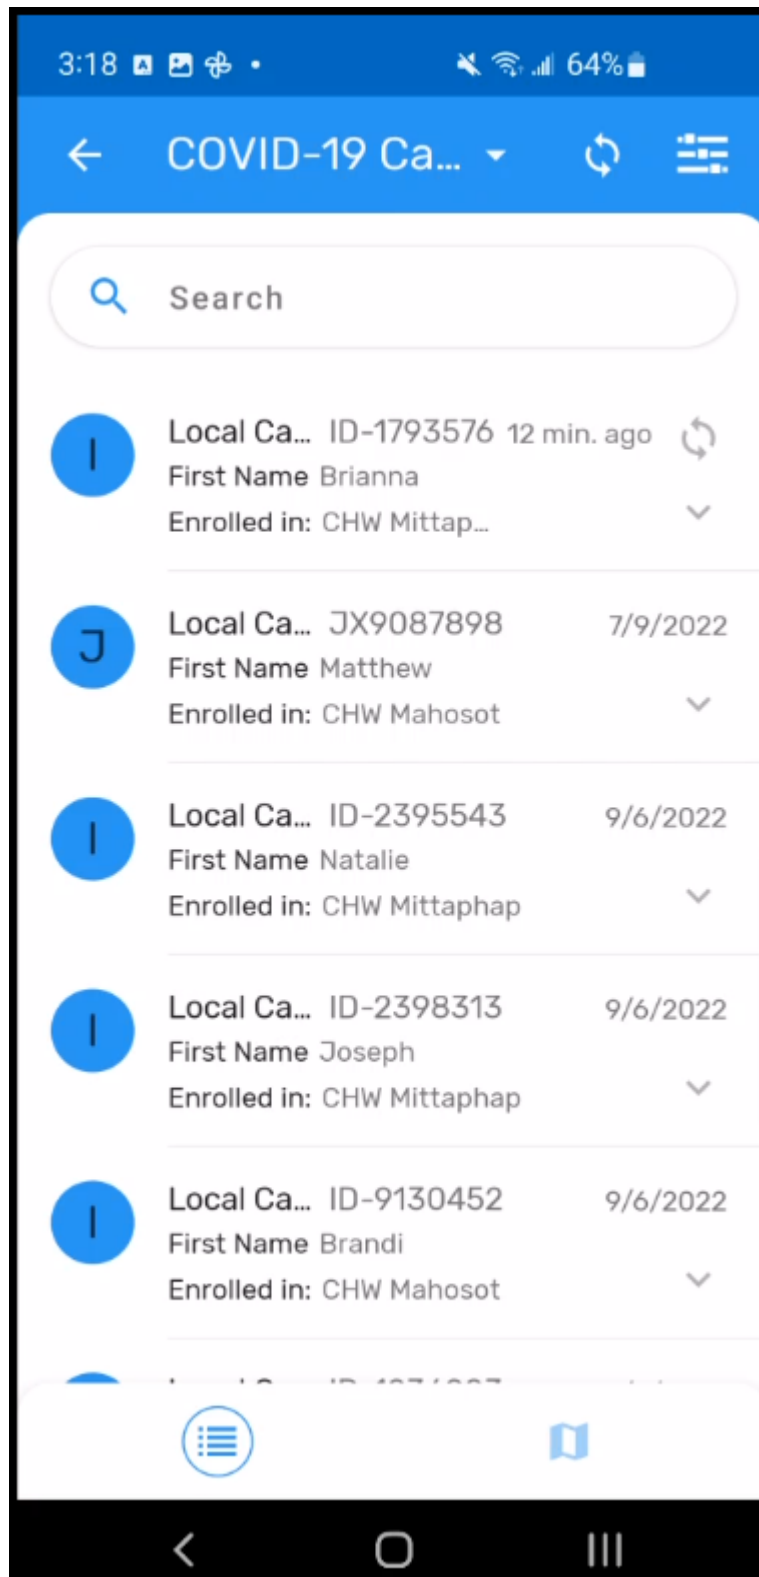 3:18 64%
COVID-19 Ca...
Search
I
Local Ca... ID-1793576 12 min. ago
First Name Brianna
Enrolled in: CHW Mittap...
J
Local Ca... JX9087898 7/9/2022
First Name Matthew
Enrolled in: CHW Mahosot
I
Local Ca... ID-2395543 9/6/2022
First Name Natalie
Enrolled in: CHW Mittaphap
I
Local Ca... ID-2398313 9/6/2022
First Name Joseph
Enrolled in: CHW Mittaphap
I
Local Ca... ID-9130452 9/6/2022
First Name Brandi
Enrolled in: CHW Mahosot